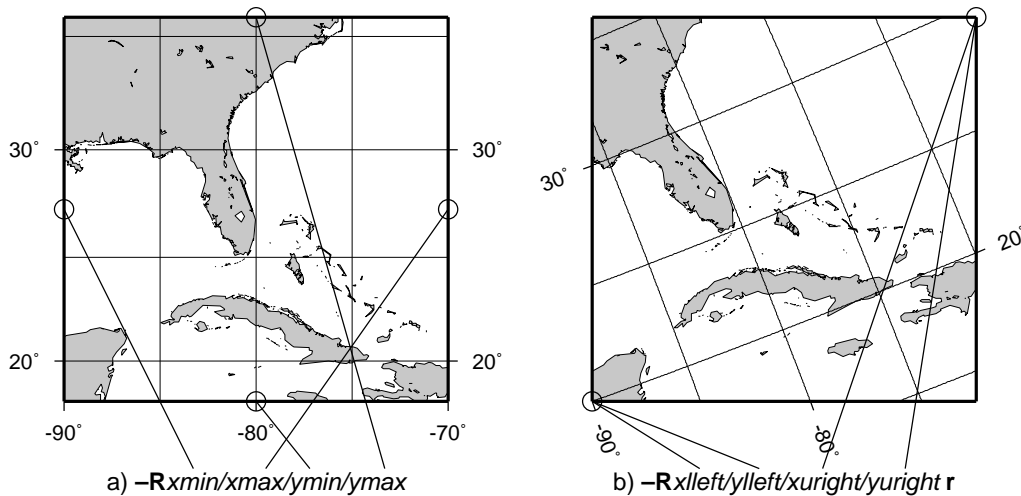 30° 30°
20° 20°
-90° -80° -70°
a) –Rxmin/xmax/ymin/ymax
30°
20°
-90° -80°
b) –Rxlleft/ylleft/xuright/yuright r